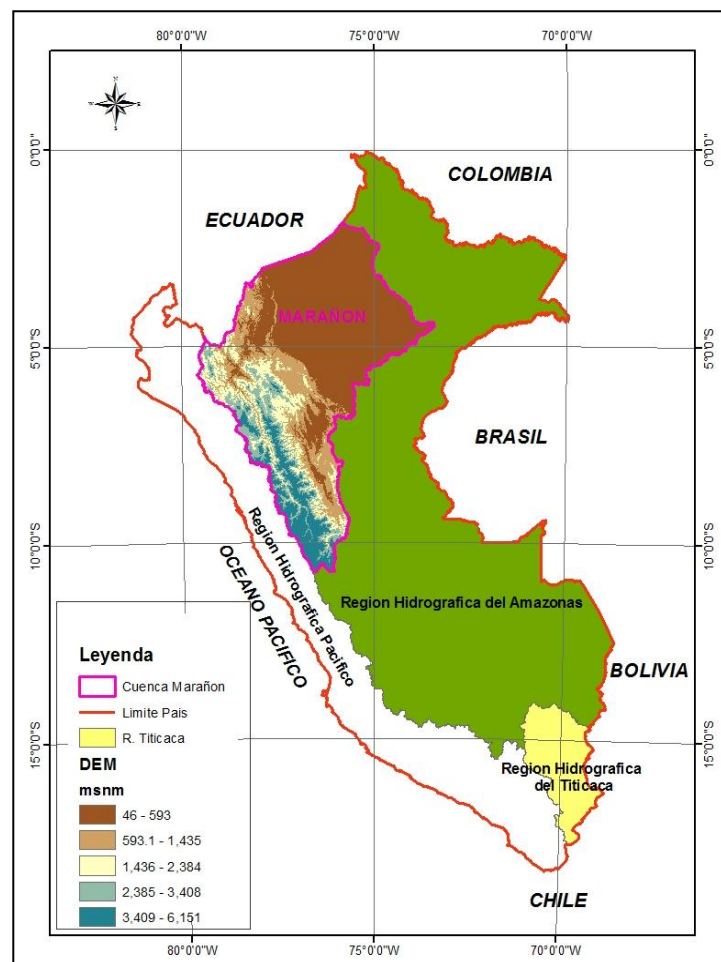 80°0'0"W 75°0'0"W 70°0'0"W
N
W E
S
0°0'0" 0°0'0"
COLOMBIA
ECUADOR
MARAÑON
5°0'0"S 5°0'0"S
BRASIL
10°0'0"S 10°0'0"S
Region Hidrografica Pacifico
OCEANO PACIFICO
Region Hidrografica del Amazonas
BOLIVIA
15°0'0"S 15°0'0"S
Region Hidrografica
del Titicaca
CHILE
Leyenda
Cuenca Marañon
Limite Pais
R. Titicaca
DEM
msnm
46 - 593
593.1 - 1,435
1,436 - 2,384
2,385 - 3,408
3,409 - 6,151
80°0'0"W 75°0'0"W 70°0'0"W